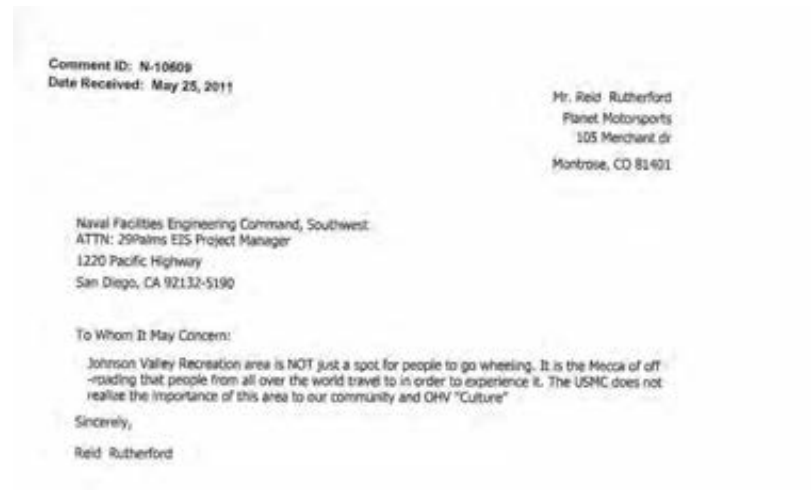 Comment ID: N-10609
Date Received: May 25, 2011
Mr. Reid Rutherford
Planet Motorsports
105 Merchant dr
Montrose, CO 81401
Naval Facilities Engineering Command, Southwest
ATTN: 29Palms EIS Project Manager
1220 Pacific Highway
San Diego, CA 92132-5190
To Whom It May Concern:
Johnson Valley Recreation area is NOT just a spot for people to go wheeling. It is the Mecca of off
-roading that people from all over the world travel to in order to experience it. The USMC does not
realize the importance of this area to our community and OHV "Culture"
Sincerely,
Reid Rutherford